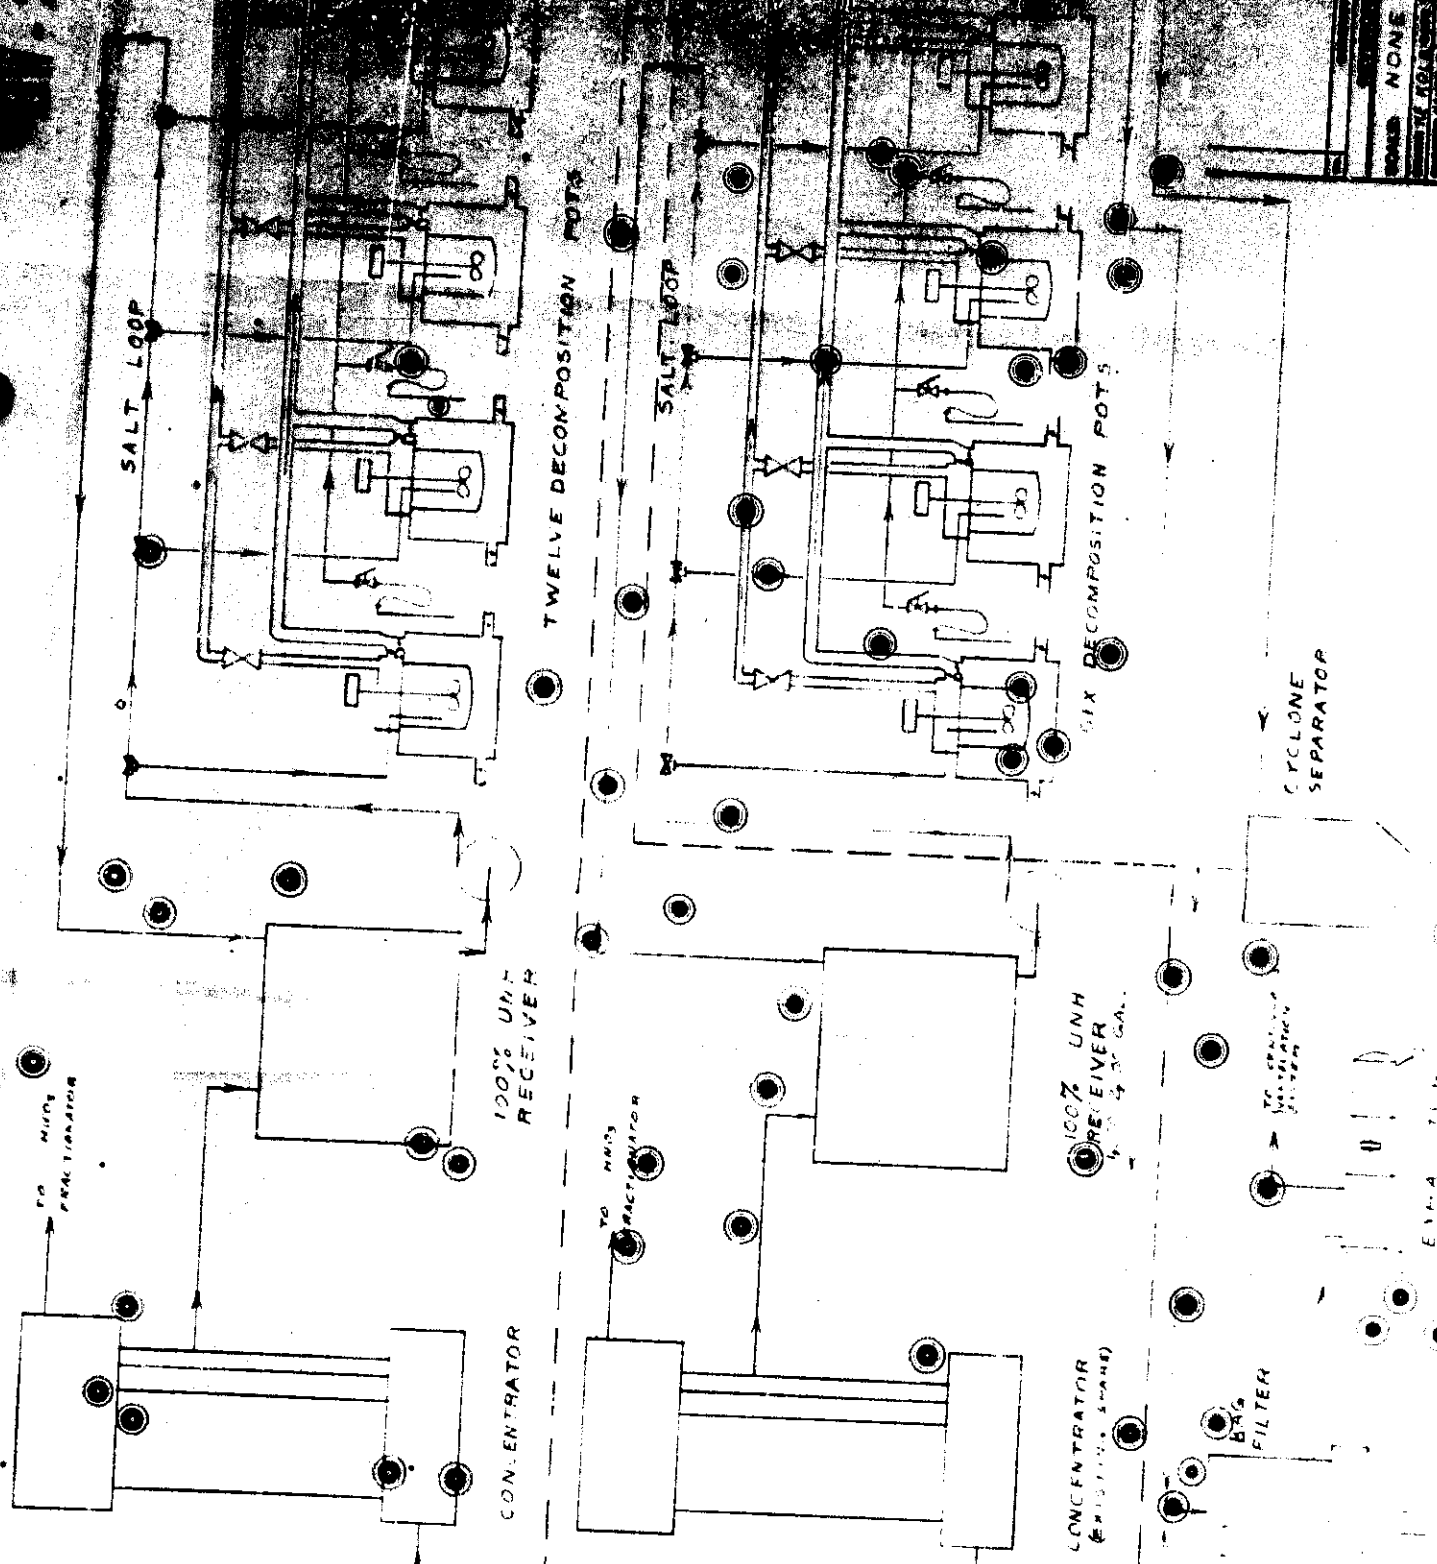 NONE
SALT LOOP
TWELVE DECOMPOSITION POTS
SALT LOOP
SIX DECOMPOSITION POTS
CYCLONE
SEPARATOR
100% UNH
RECEIVER
100% UNH
RECEIVER
TO HNO3
FRACTIONATOR
TO HNO3
FRACTIONATOR
CONCENTRATOR
CONCENTRATOR
BAG
FILTER